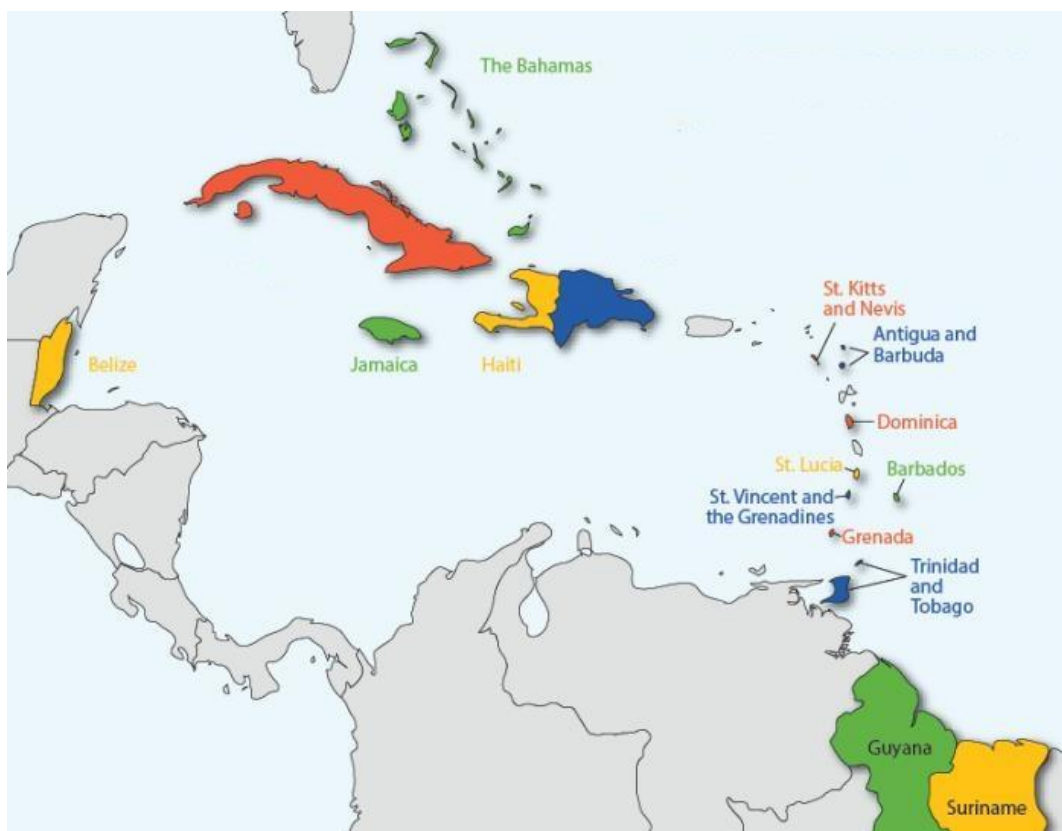 The Bahamas
St. Kitts
and Nevis
Antigua and
Barbuda
Belize
Jamaica
Haiti
Dominica
St. Lucia
Barbados
St. Vincent and
the Grenadines
Grenada
Trinidad
and
Tobago
Guyana
Suriname